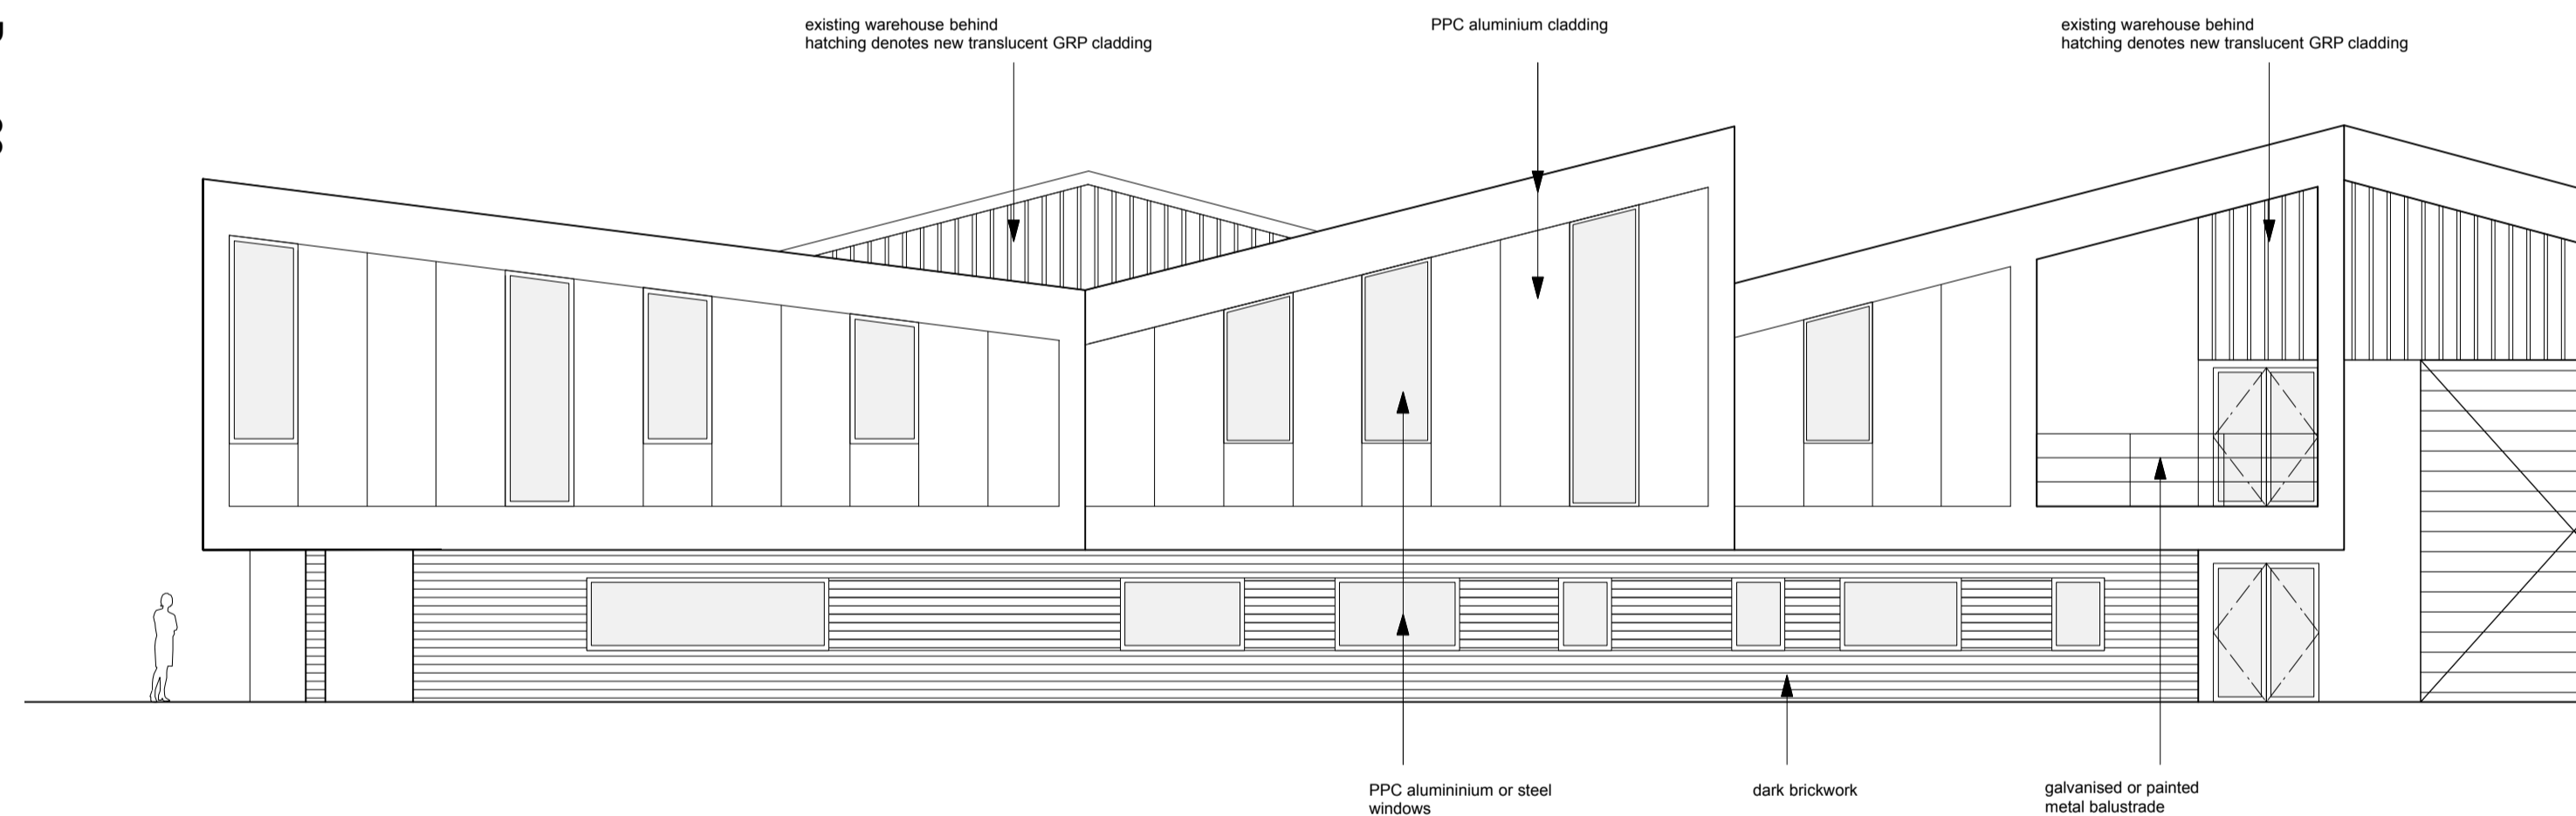 existing warehouse behind
hatching denotes new translucent GRP cladding
PPC aluminium cladding
existing warehouse behind
hatching denotes new translucent GRP cladding
PPC alumininium or steel
windows
dark brickwork
galvanised or painted
metal balustrade